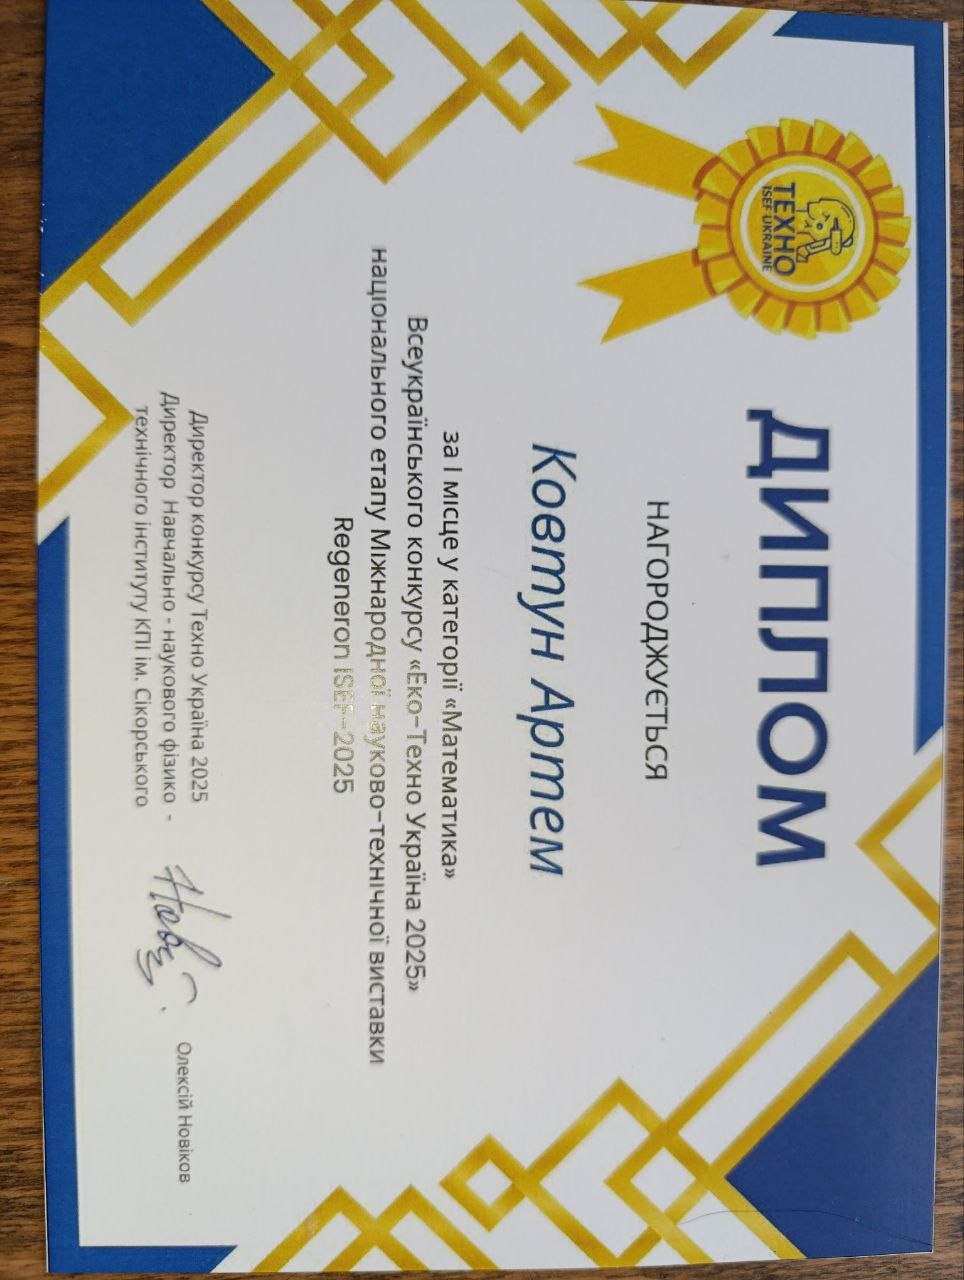 ТЕХНО
ISEF UKRAINE
ДИПЛОМ
НАГОРОДЖУЄТЬСЯ
Ковтун Артем
за І місце у категорії «Математика»
Всеукраїнського конкурсу «Еко-Техно Україна 2025»
національного етапу Міжнародної науково-технічної виставки
Regeneron ISEF-2025
Директор конкурсу Техно Україна 2025
Директор Навчально - наукового фізико -
технічного інституту КПІ ім. Сікорського
Олексій Новіков